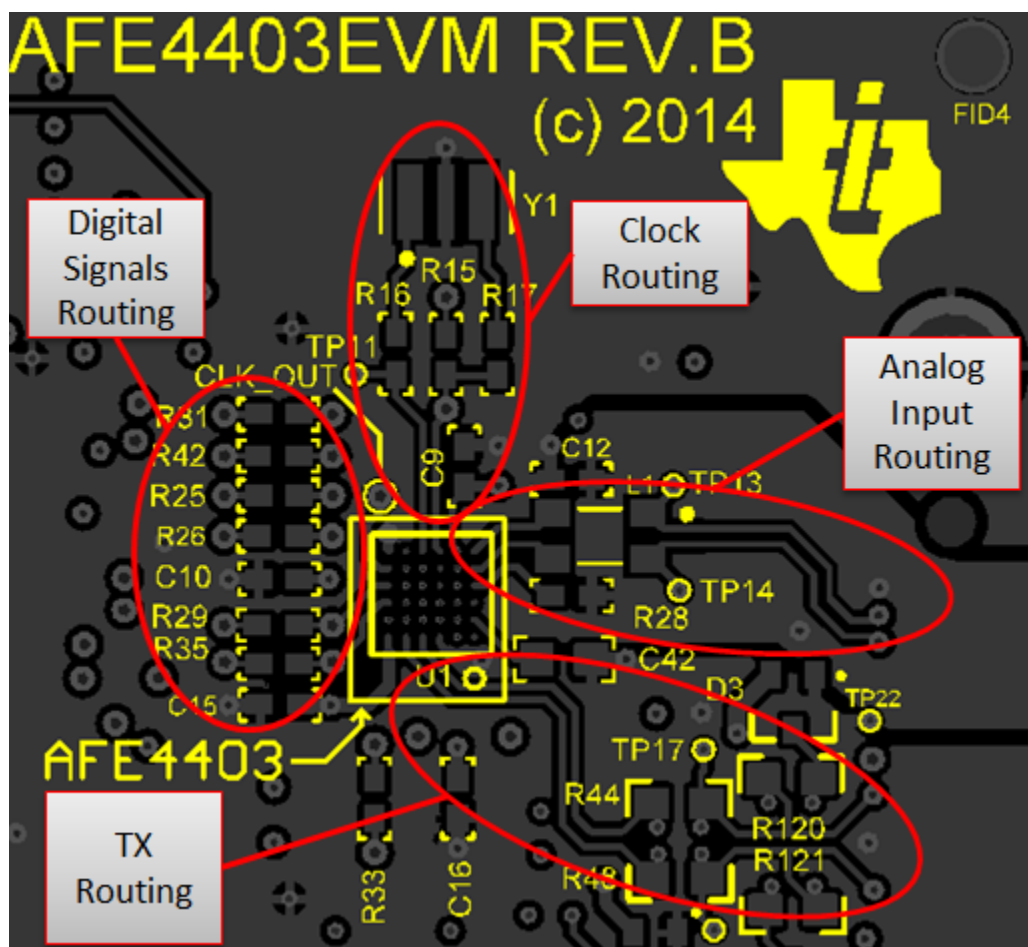 AFE4403EVM REV.B
(c) 2014
FID4
Digital
Signals
Routing
Y1
Clock
Routing
R15
R16
R17
TP11
CLK_OUT
Analog
Input
Routing
R31
R42
R25
R26
C10
R29
R35
C15
C9
C12
L1
TP13
TP14
R28
U1
C42
D3
TP22
AFE4403
TP17
R44
R120
R121
R48
TX
Routing
R33
C16